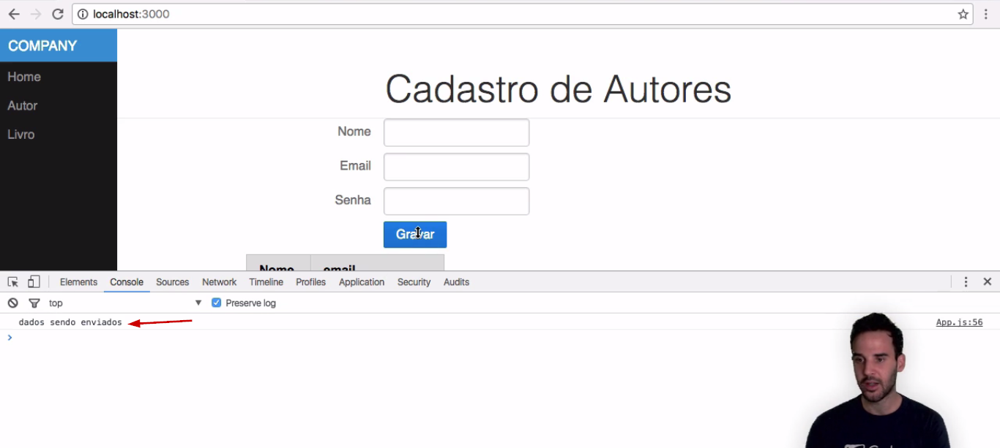 localhost:3000
COMPANY
Home
Autor
Livro
Cadastro de Autores
Nome
Email
Senha
Gravar
Nome email
Elements Console Sources Network Timeline Profiles Application Security Audits
top Preserve log
dados sendo enviados App.js:56